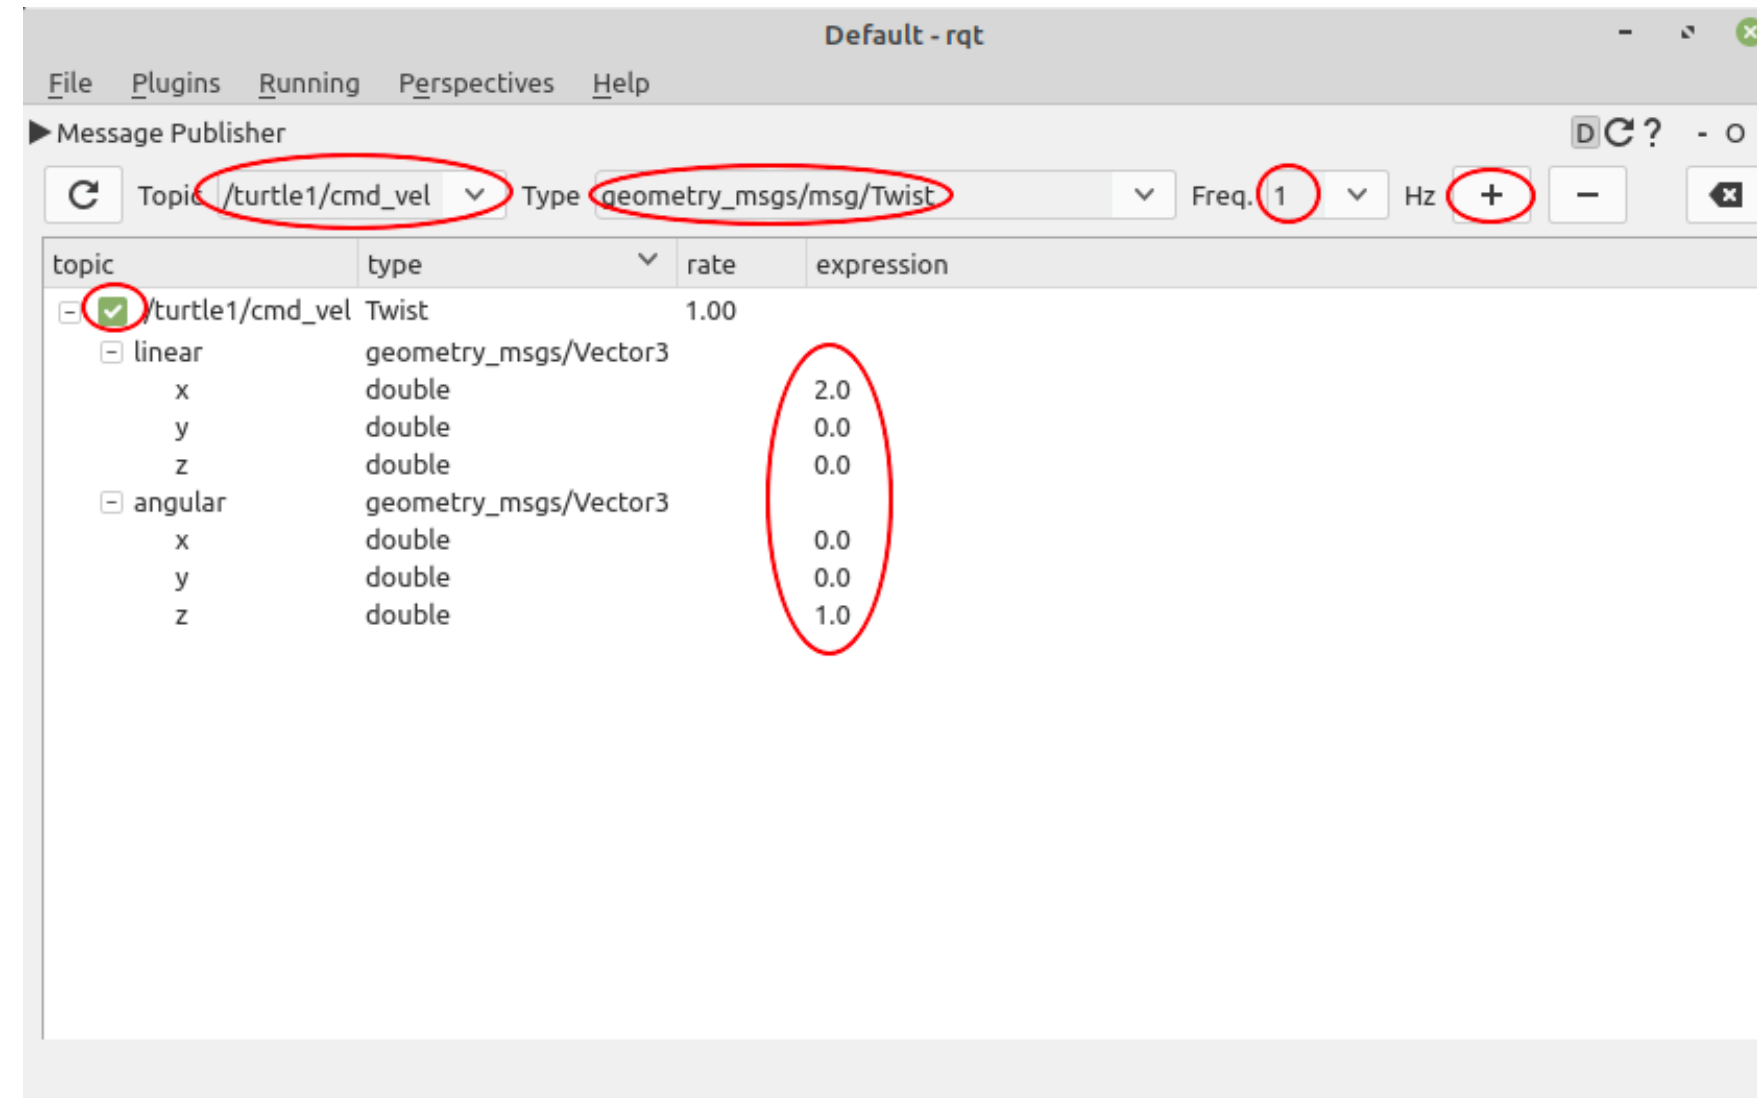 Default - rqt
File Plugins Running Perspectives Help
Message Publisher D ? - O
Topic /turtle1/cmd_vel Type geometry_msgs/msg/Twist Freq. 1 Hz + -
topic type rate expression
/turtle1/cmd_vel Twist 1.00
linear geometry_msgs/Vector3
x double 2.0
y double 0.0
z double 0.0
angular geometry_msgs/Vector3
x double 0.0
y double 0.0
z double 1.0